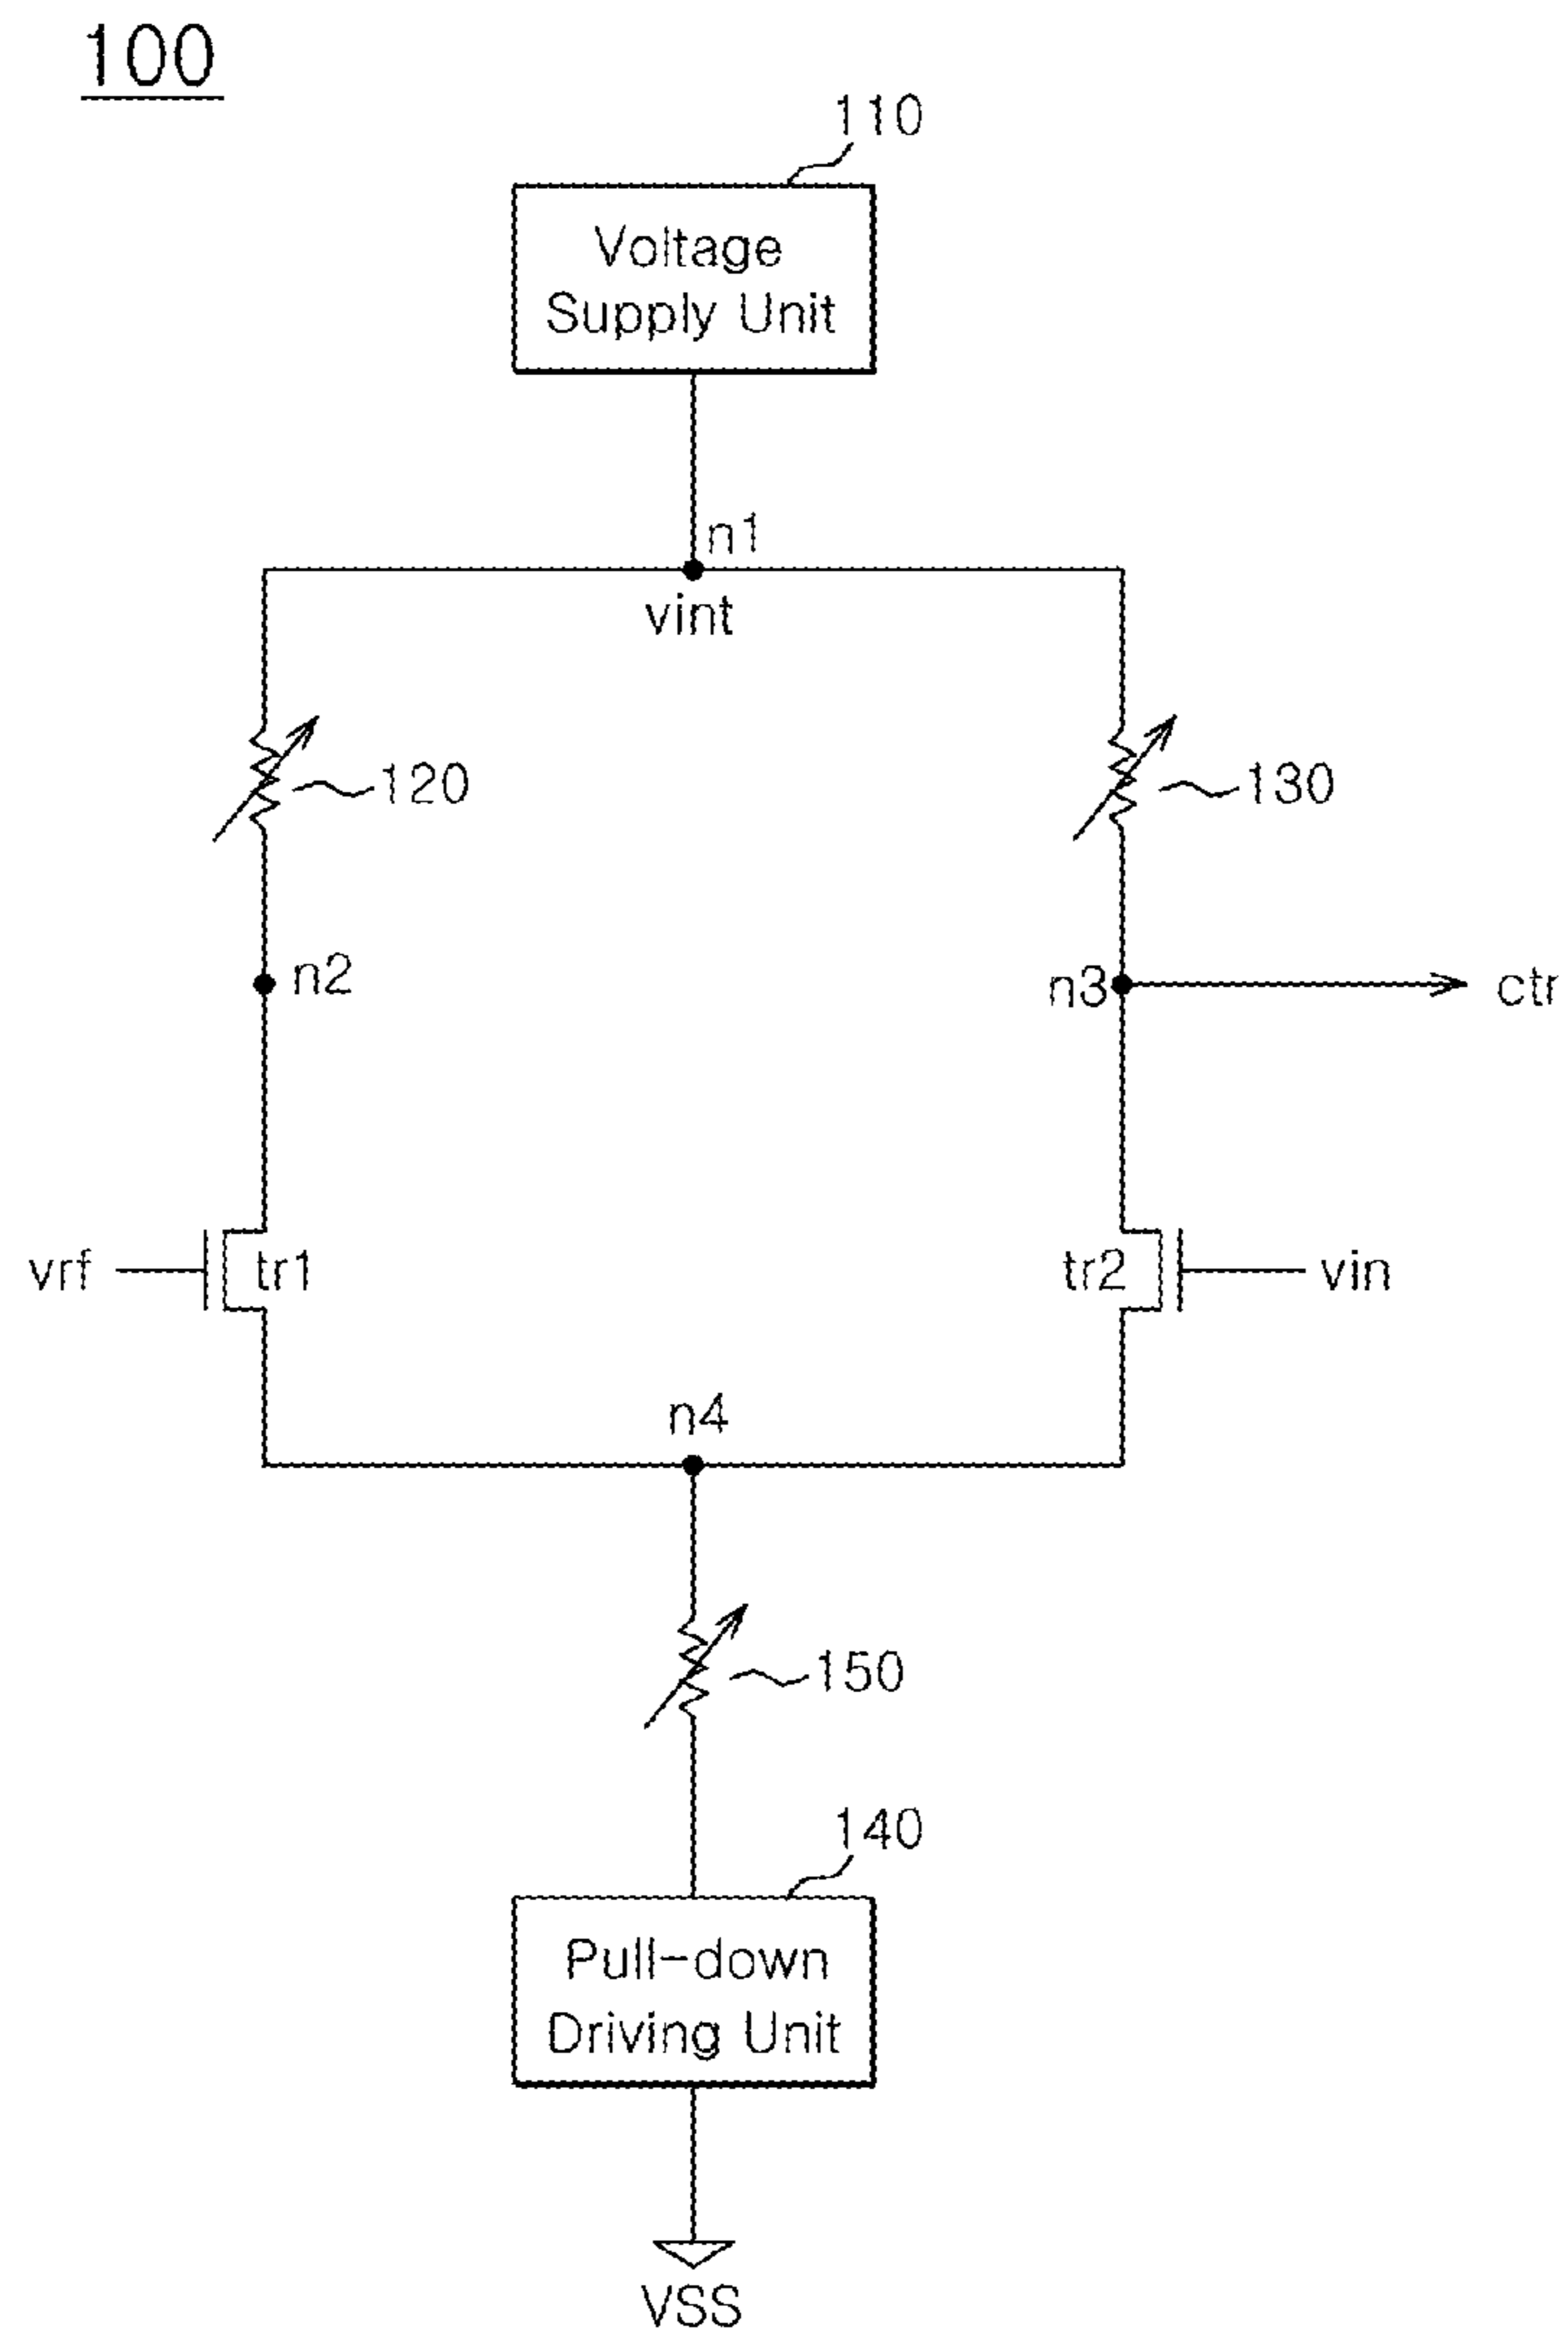 100
110
Voltage
Supply Unit
n1
vint
120
130
n2
n3
ctr
vrf
tr1
tr2
vin
n4
150
140
Pull-down
Driving Unit
VSS